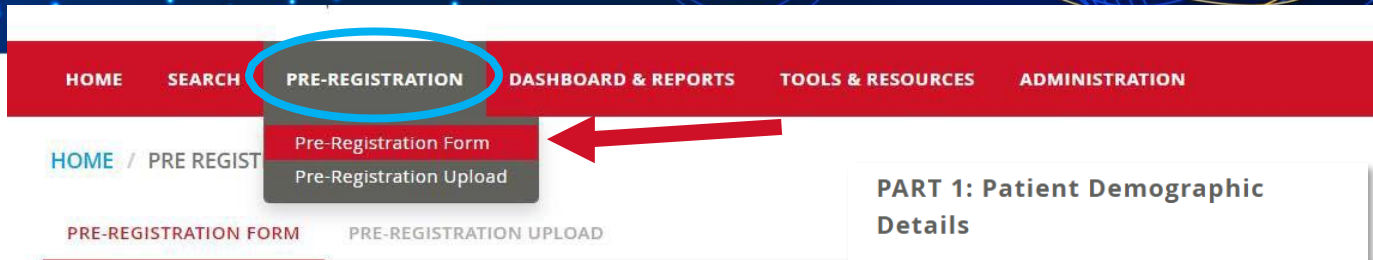 HOME SEARCH PRE-REGISTRATION DASHBOARD & REPORTS TOOLS & RESOURCES ADMINISTRATION
Pre-Registration Form
Pre-Registration Upload
HOME / PRE REGIST
PRE-REGISTRATION FORM PRE-REGISTRATION UPLOAD
PART 1: Patient Demographic
Details